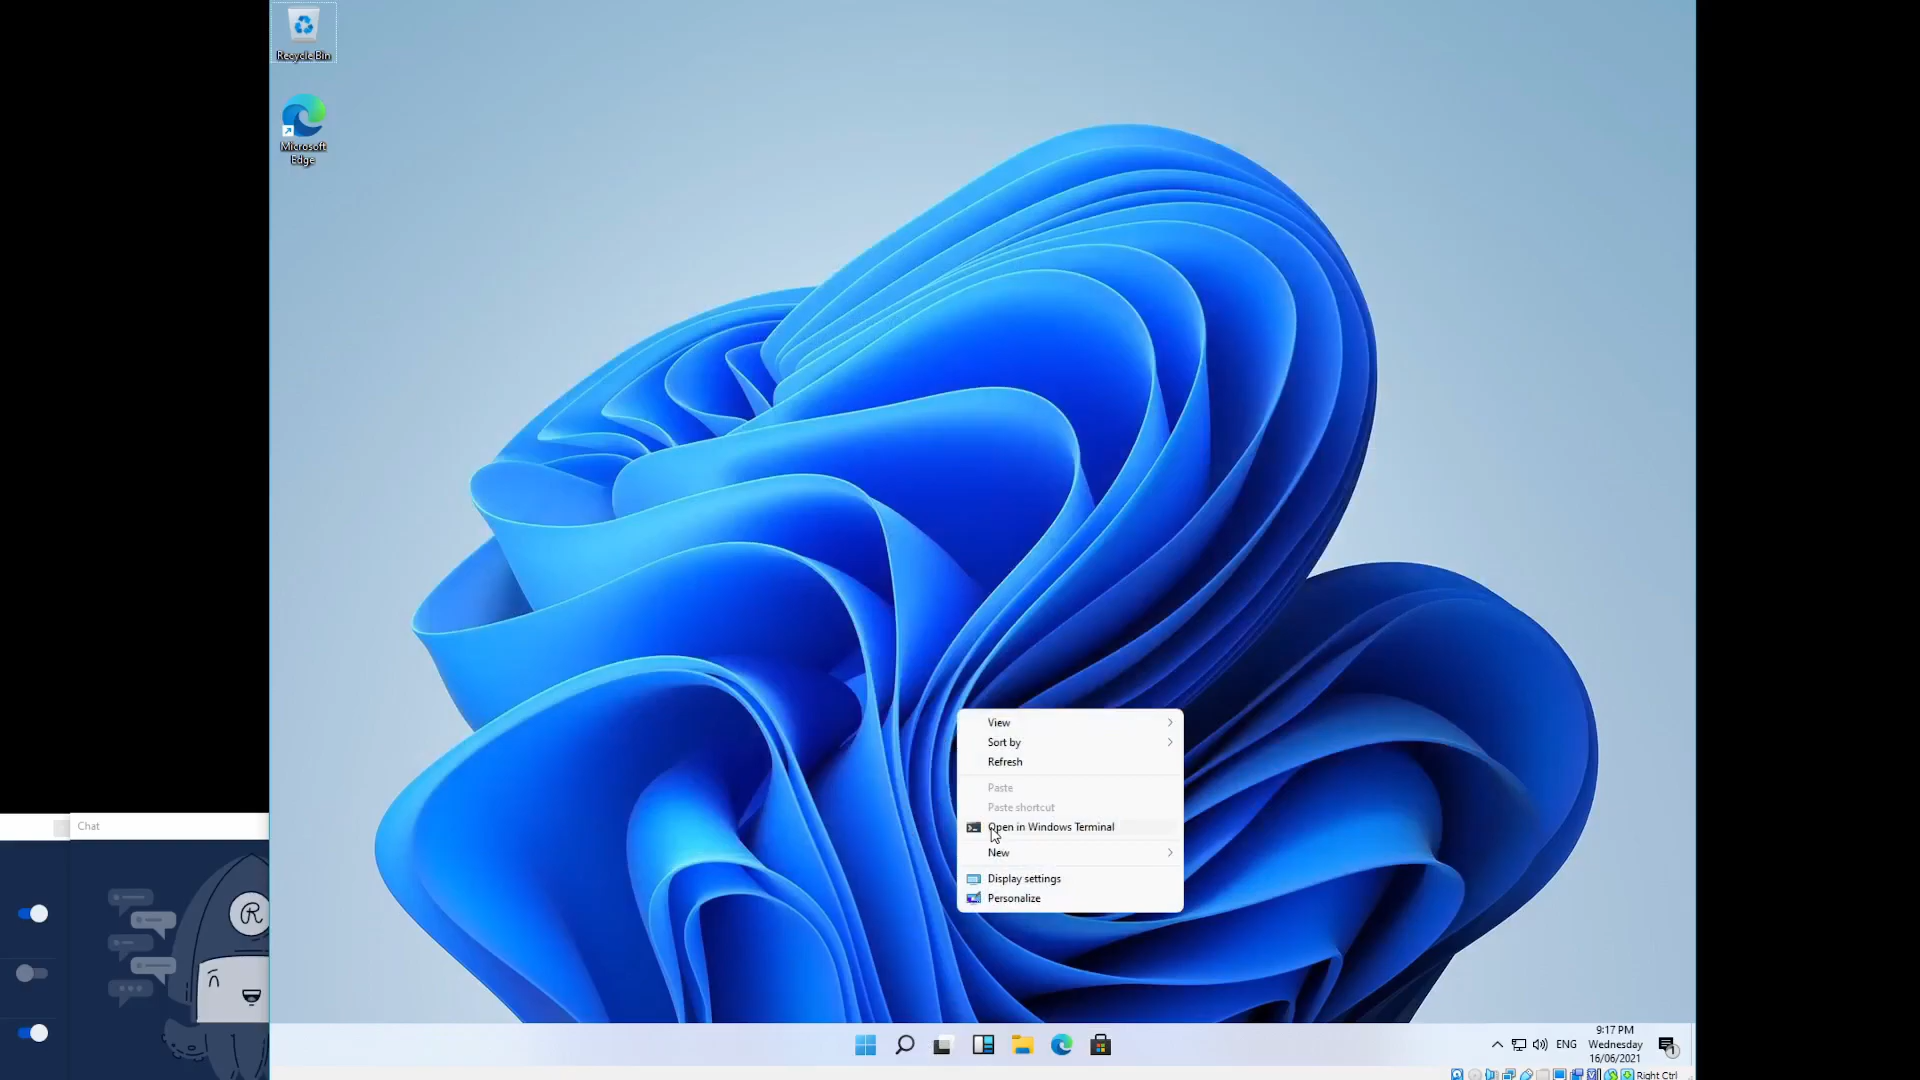 Recycle Bin
Microsoft
Edge
View
Sort by
Refresh
Paste
Paste shortcut
Open in Windows Terminal
New
Display settings
Personalize
Chat
R
ENG
9:17 PM
Wednesday
16/06/2021
1
Right Ctrl